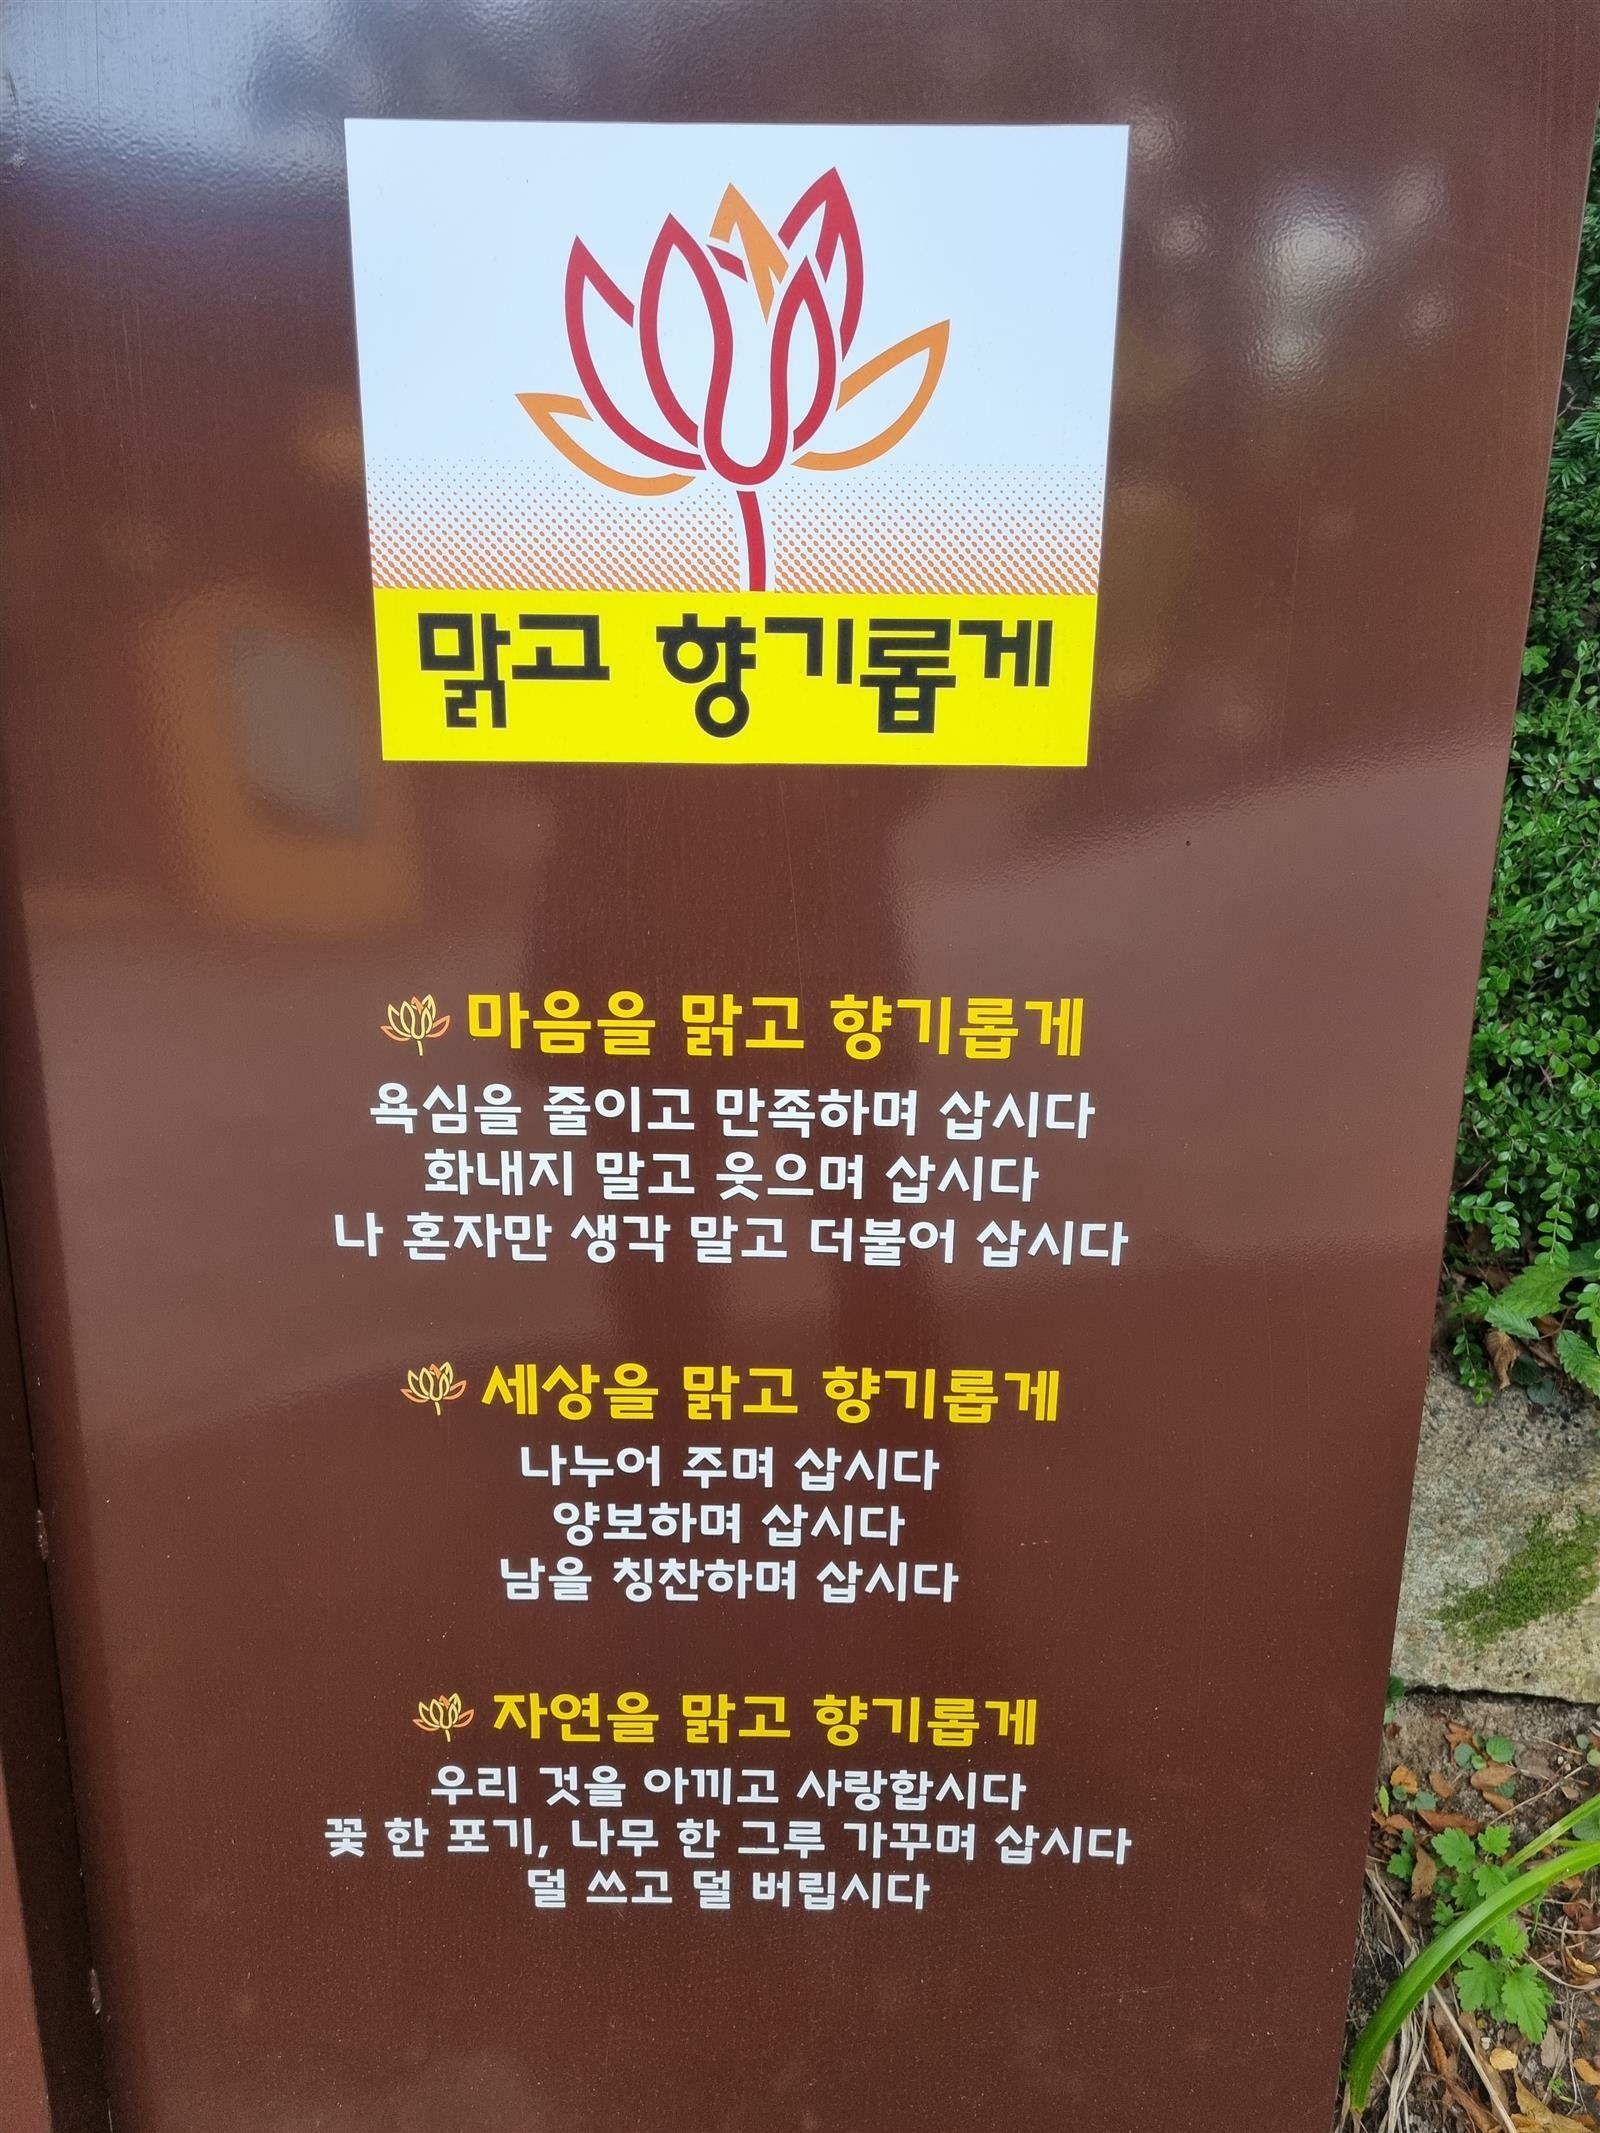 맑고 향기롭게
마음을 맑고 향기롭게
욕심을 줄이고 만족하며 삽시다
화내지 말고 웃으며 삽시다
나 혼자만 생각 말고 더불어 삽시다
세상을 맑고 향기롭게
나누어 주며 삽시다
양보하며 삽시다
남을 칭찬하며 삽시다
자연을 맑고 향기롭게
우리 것을 아끼고 사랑합시다
꽃 한 포기, 나무 한 그루 가꾸며 삽시다
덜 쓰고 덜 버립시다